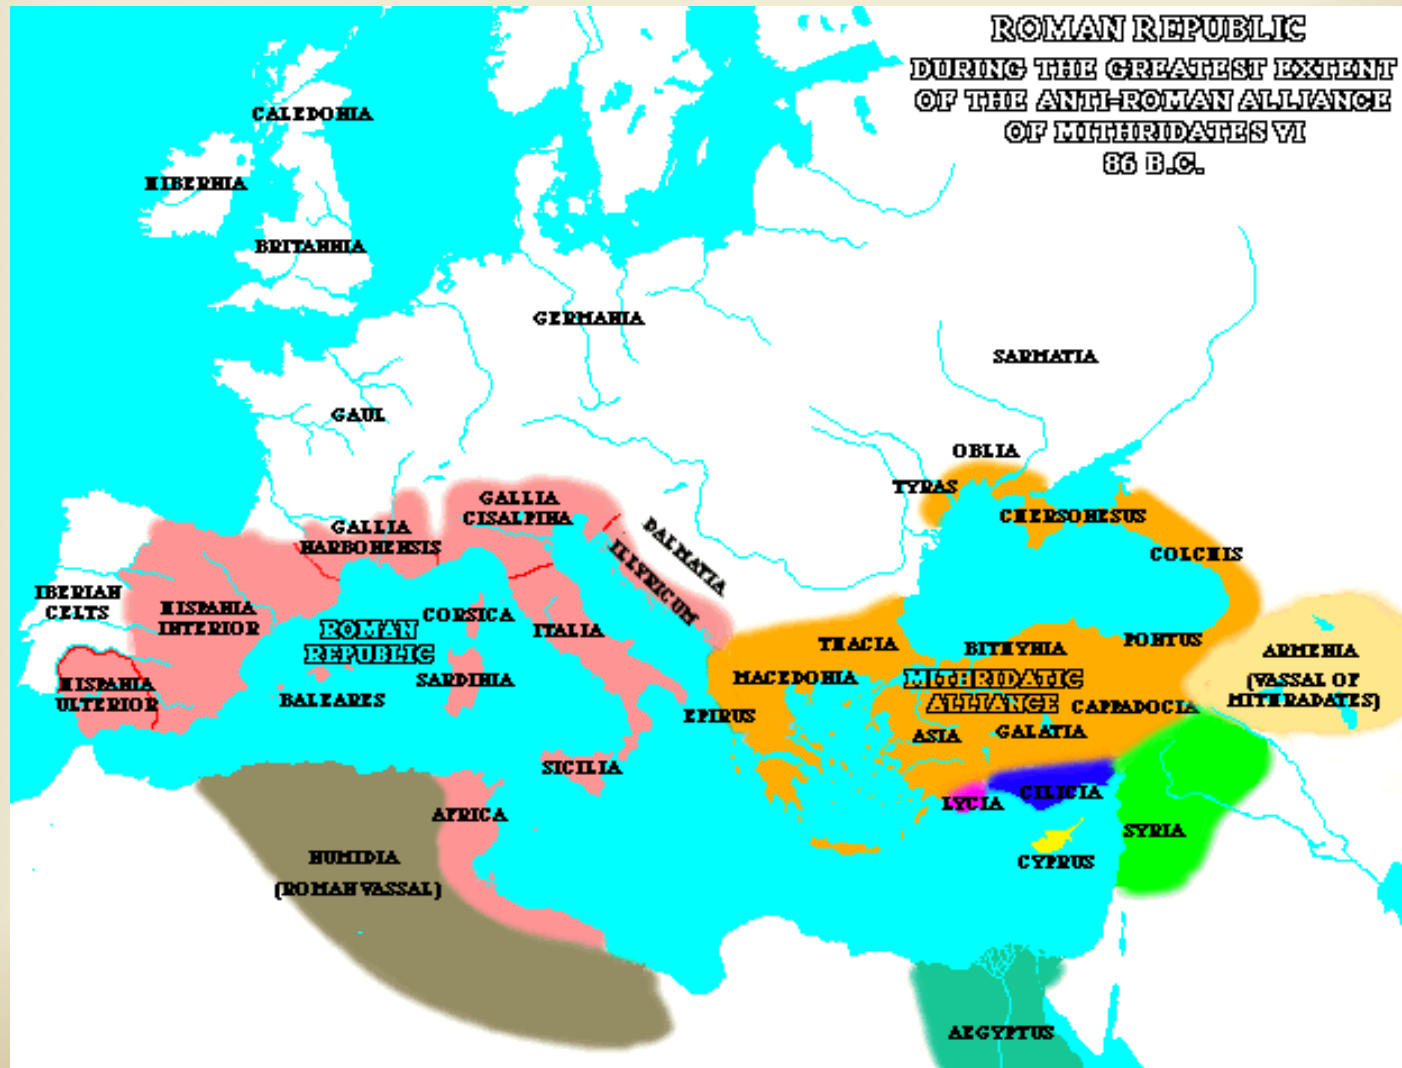 ROMAN REPUBLIC
DURING THE GREATEST EXTENT
OF THE ANTI-ROMAN ALLIANCE
OF MITHRIDATES VI
86 B.C.
CALEDONIA
HIBERNIA
BRITANNIA
GERMANIA
SARMATIA
GAUL
OBLIA
TYRAS
CHERSONESUS
COLCHIS
GALLIA
CISALPINA
GALLIA
NARBONENSIS
DALMATIA
ILLYRICUM
IBERIAN
CELTS
HISPANIA
INTERIOR
CORSICA
ITALIA
ROMAN
REPUBLIC
THACIA
BITHYNIA
PONTUS
ARMENIA
(VASSAL OF
MITHRADATES)
HISPANIA
ULTERIOR
BALEARES
SARDINIA
MACEDONIA
MITHRIDATIC
ALLIANCE
CAPPADOCIA
EPIRUS
ASIA
GALATIA
SICILIA
LYCIA
CILICIA
AFRICA
SYRIA
NUMIDIA
(ROMAN VASSAL)
CYPRUS
AEGYPTUS